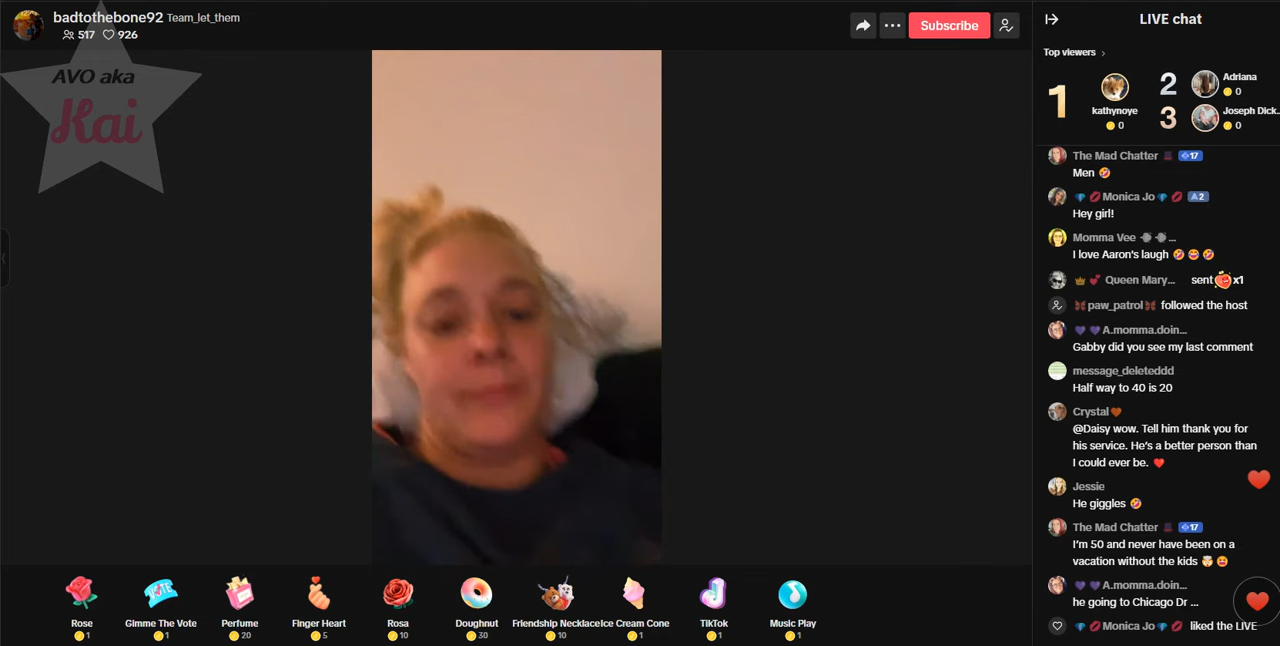 badtothebone92 Team_let_them
517 926
Subscribe
AVO aka
Kai
LIVE chat
Top viewers
1
kathynoye
0
2
Adriana
0
3
Joseph Dick..
0
The Mad Chatter 17
Men 🤣
Monica Jo 2
Hey girl!
Momma Vee ...
I love Aaron's laugh 🤣😂🤣
Queen Mary... sent x1
paw_patrol followed the host
A.momma.doin...
Gabby did you see my last comment
message_deleteddd
Half way to 40 is 20
Crystal
@Daisy wow. Tell him thank you for
his service. He's a better person than
I could ever be. ❤️
Jessie
He giggles 🤣
The Mad Chatter 17
I'm 50 and never have been on a
vacation without the kids 🤯😝
A.momma.doin...
he going to Chicago Dr ...
Monica Jo liked the LIVE
Rose
1
Gimme The Vote
1
Perfume
20
Finger Heart
5
Rosa
10
Doughnut
30
Friendship Necklace
10
Ice Cream Cone
1
TikTok
1
Music Play
1